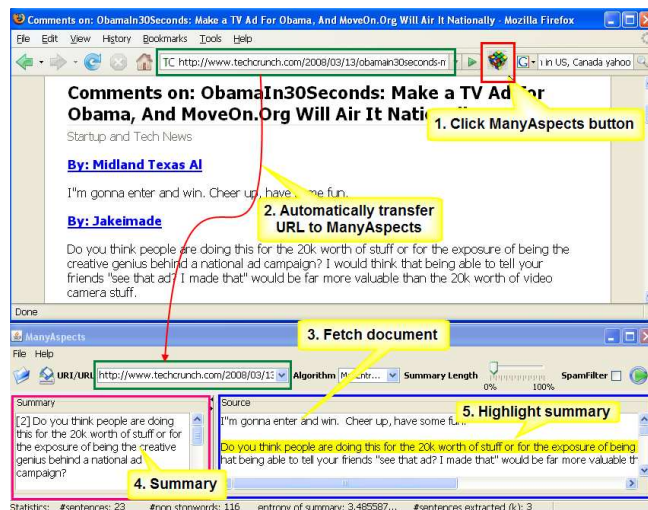 Comments on: ObamaIn30Seconds: Make a TV Ad For Obama, And MoveOn.Org Will Air It Nationally - Mozilla Firefox
File Edit View History Bookmarks Tools Help
TC http://www.techcrunch.com/2008/03/13/obamain30seconds-m
G in US, Canada yahoo
Comments on: ObamaIn30Seconds: Make a TV Ad For
Obama, And MoveOn.Org Will Air It
1. Click ManyAspects button
Startup and Tech News
By: Midland Texas Al
I"m gonna enter and win. Cheer up, have some fun.
2. Automatically transfer
URL to ManyAspects
By: Jakeimade
Do you think people are doing this for the 20k worth of stuff or for the exposure of being the
creative genius behind a national ad campaign? I would think that being able to tell your
friends "see that ad? I made that" would be far more valuable than the 20k worth of video
camera stuff.
Done
3. Fetch document
ManyAspects
File Help
URI/URL http://www.techcrunch.com/2008/03/13 Algorithm Summary Length 0% 100% SpamFilter
Summary
Source
[2] Do you think people are doing
this for the 20k worth of stuff or for
the exposure of being the creative
genius behind a national ad
campaign?
4. Summary
I"m gonna enter and win. Cheer up, have some fun.
5. Highlight summary
Do you think people are doing this for the 20k worth of stuff or for the exposure of being
hat being able to tell your friends "see that ad? I made that" would be far more valuable th
Statistics: #sentences: 23 #non stopwords: 116 entropy of summary: 3.485587... #sentences extracted (k): 3